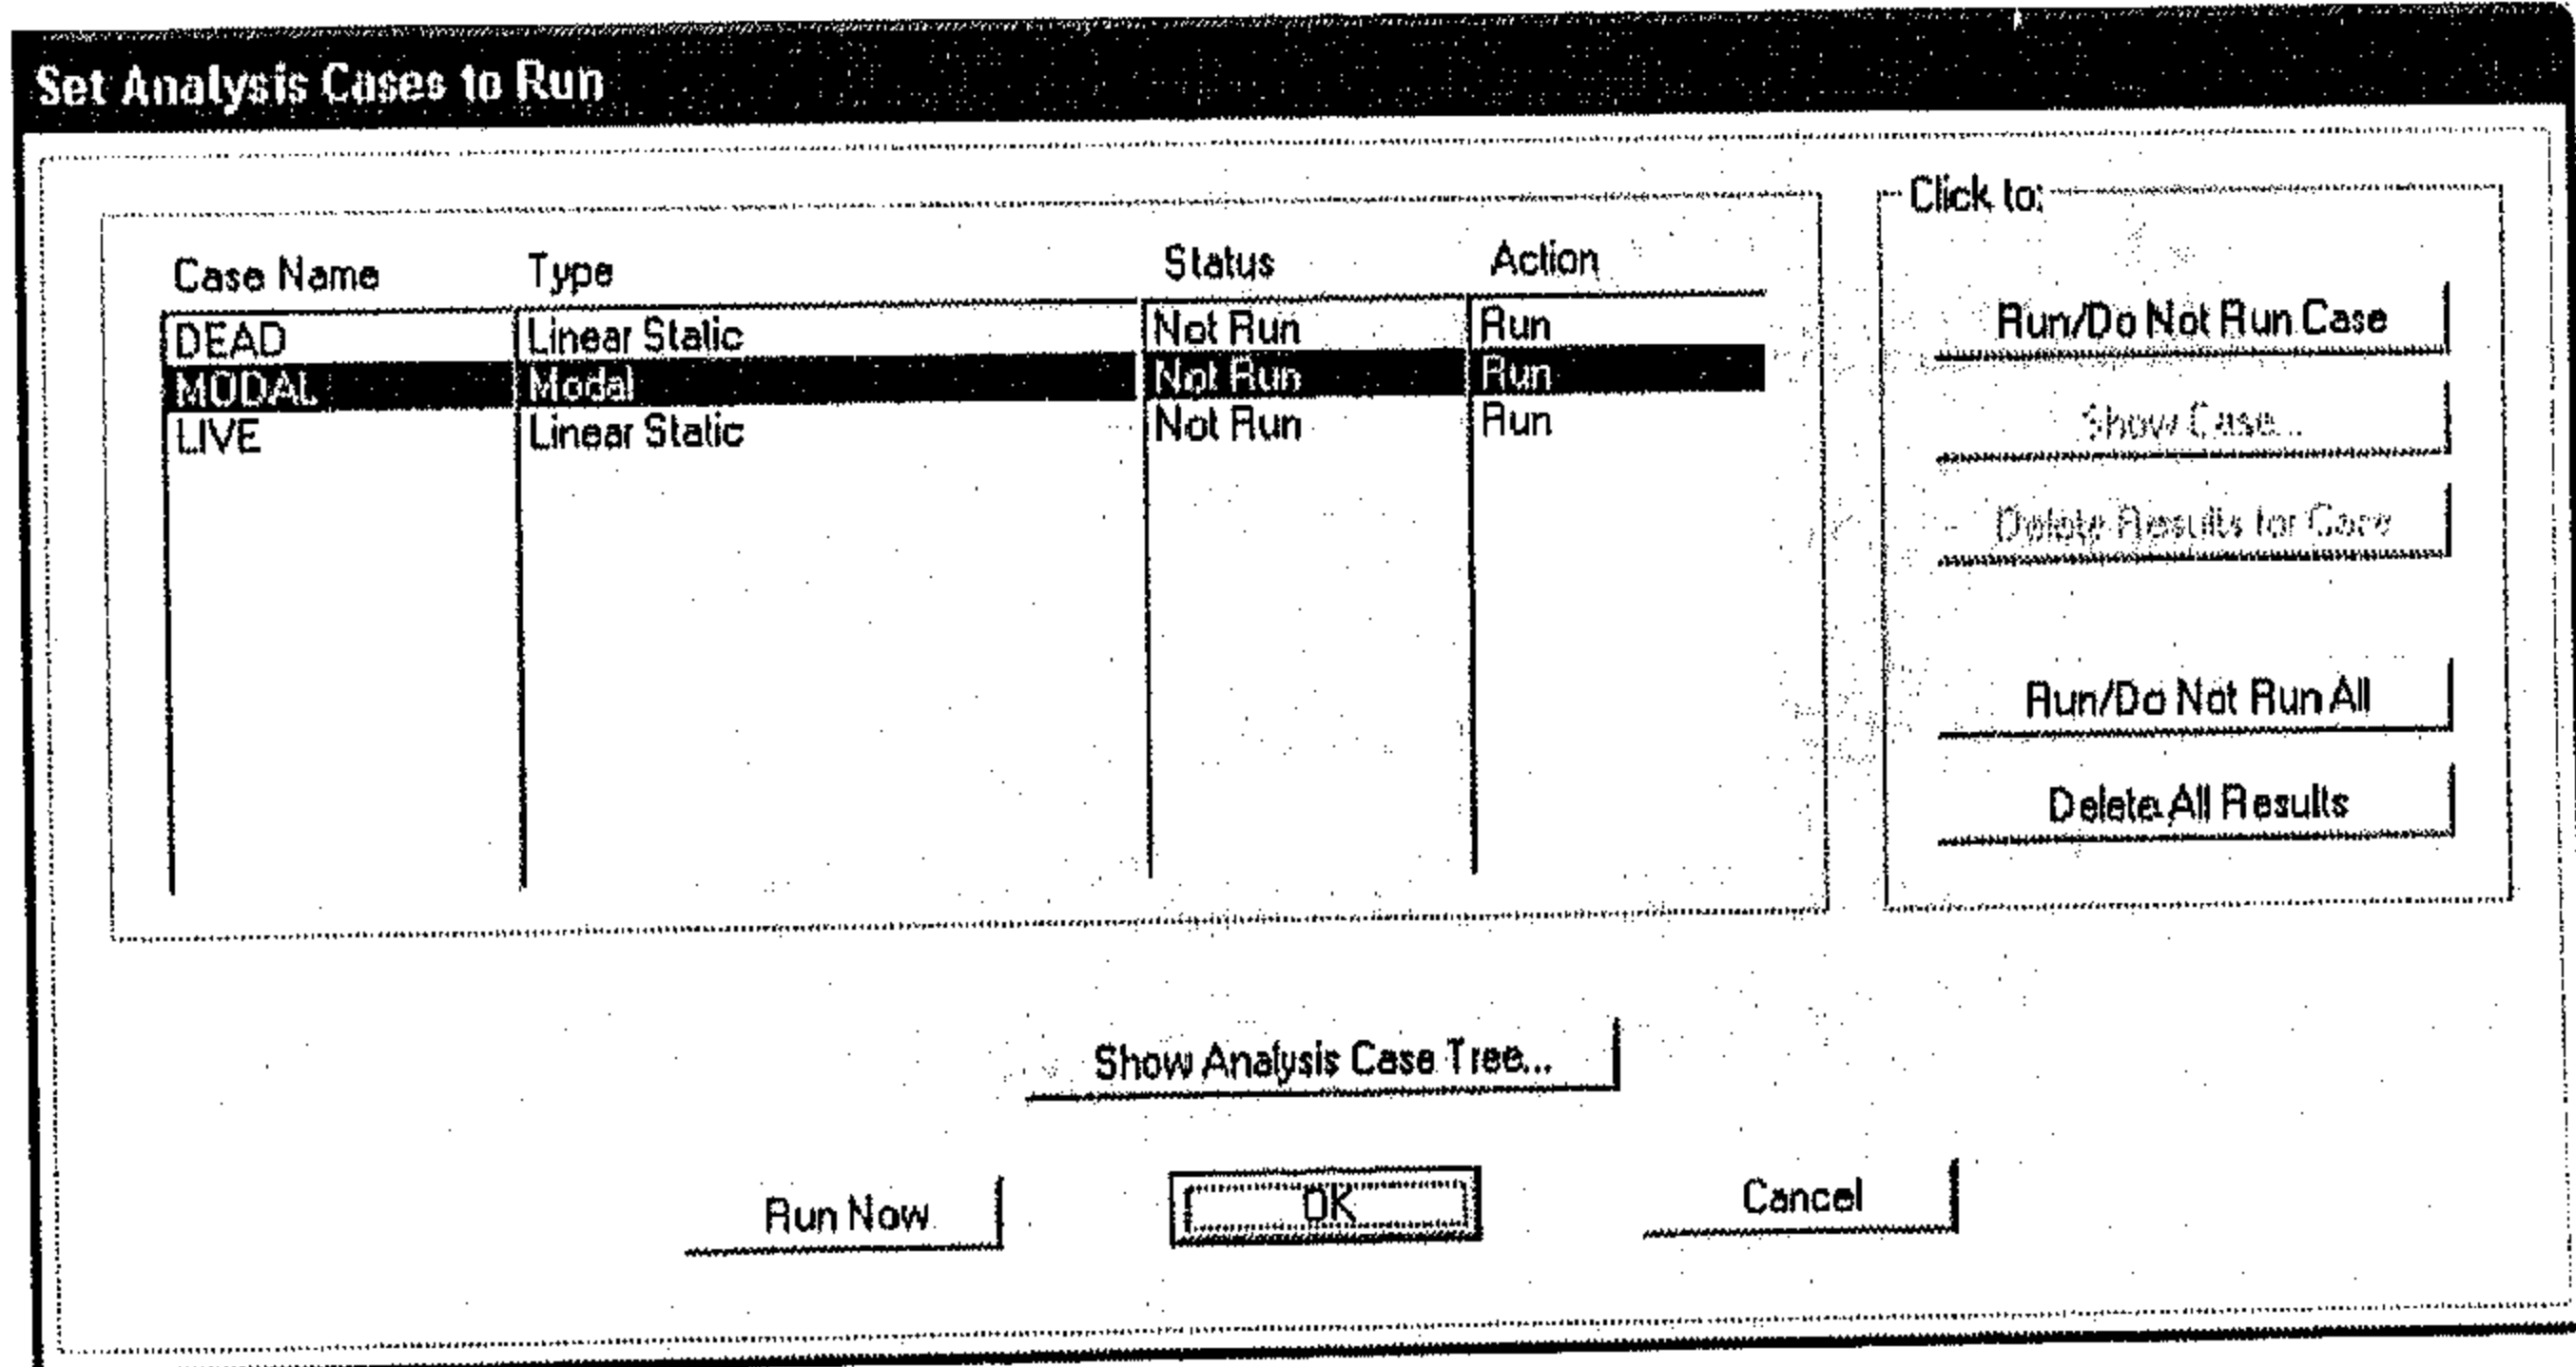 Set Analysis Cases to Run
Case Name Type Status Action
DEAD Linear Static Not Run Run
MODAL Modal Not Run Run
LIVE Linear Static Not Run Run
Click to:
Run/Do Not Run Case
Show Case...
Delete Results for Case
Run/Do Not Run All
Delete All Results
Show Analysis Case Tree...
Run Now OK Cancel